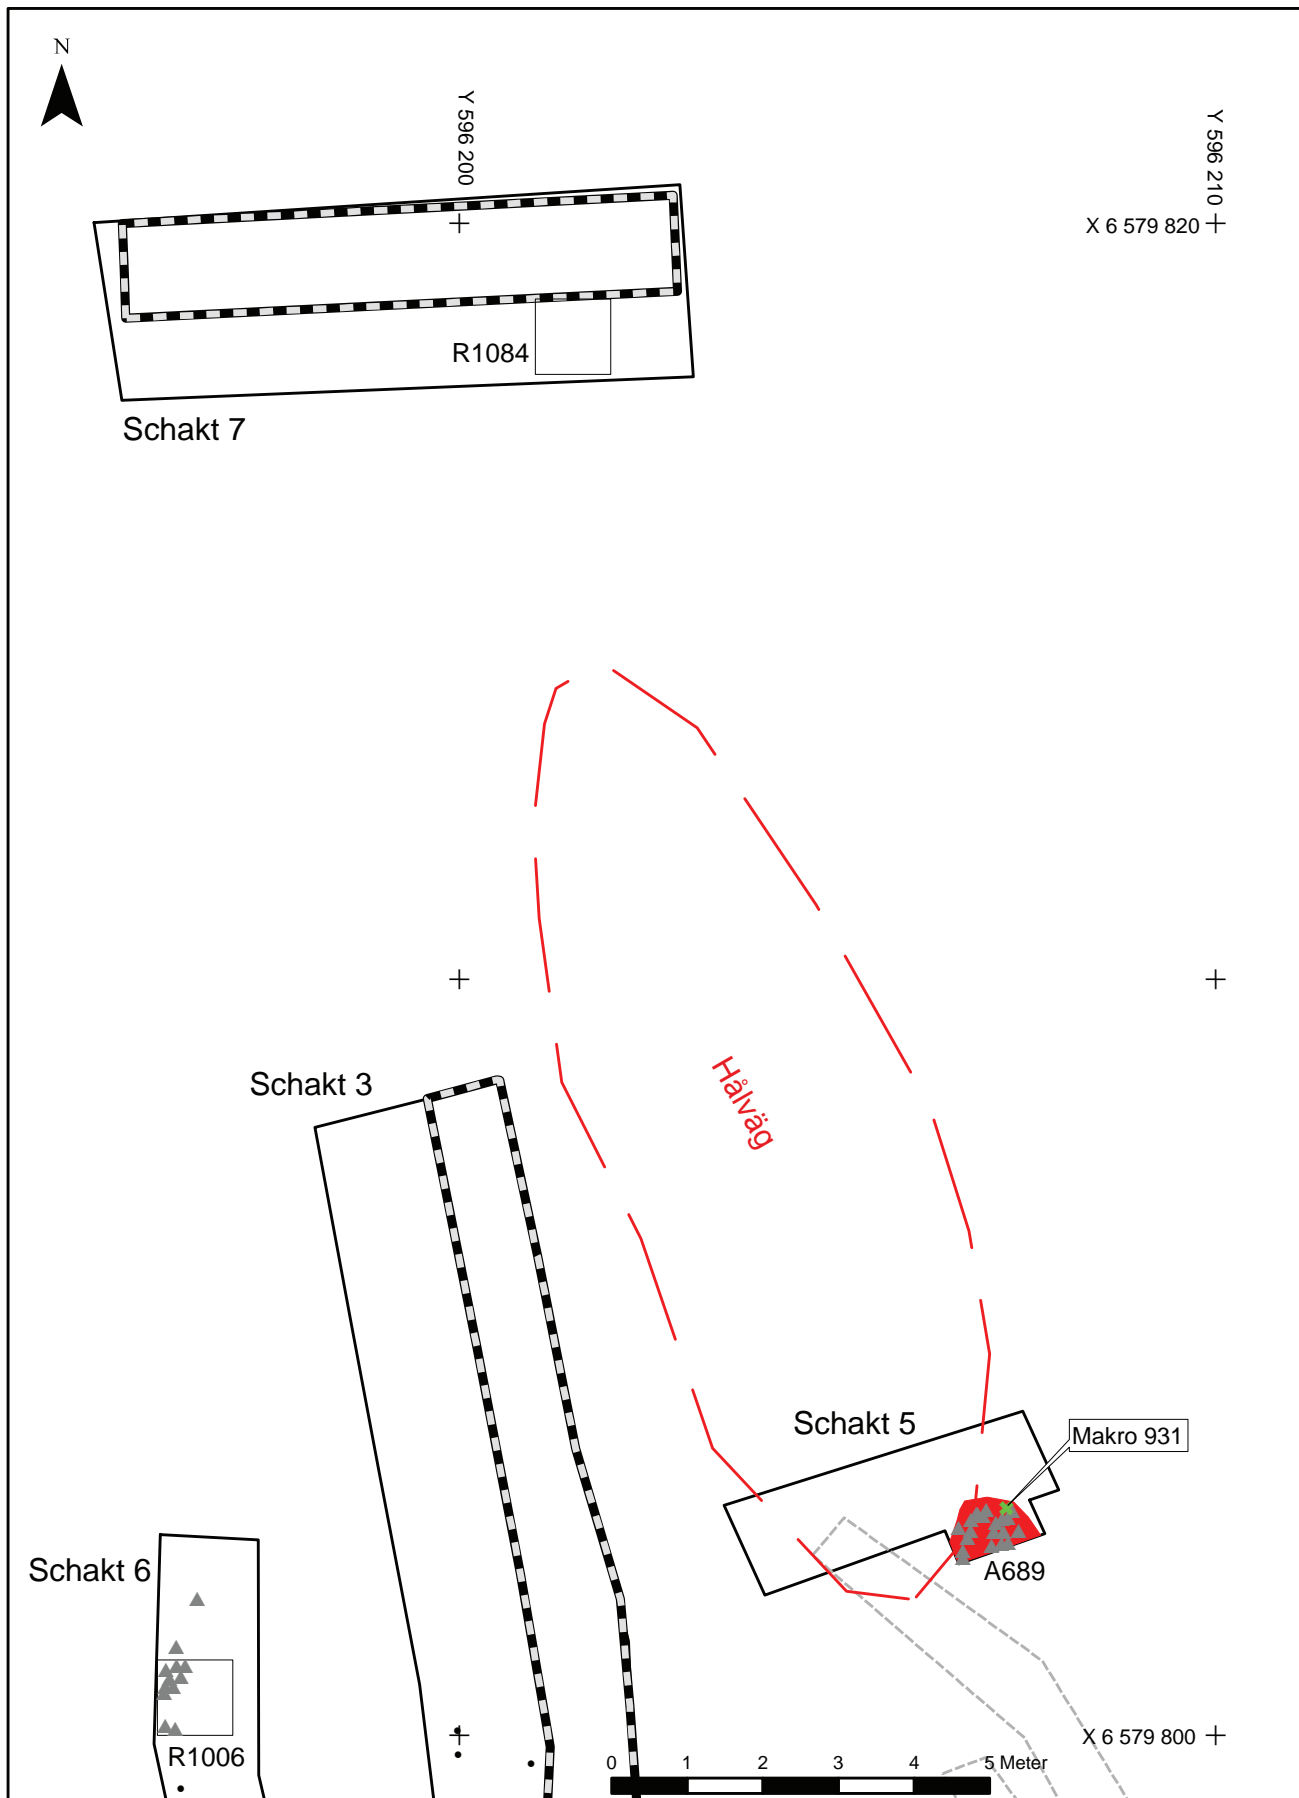 N
Y 596 200
Y 596 210
X 6 579 820
R1084
Schakt 7
Hålväg
Schakt 3
Schakt 5
Makro 931
A689
Schakt 6
R1006
X 6 579 800
0 1 2 3 4 5 Meter